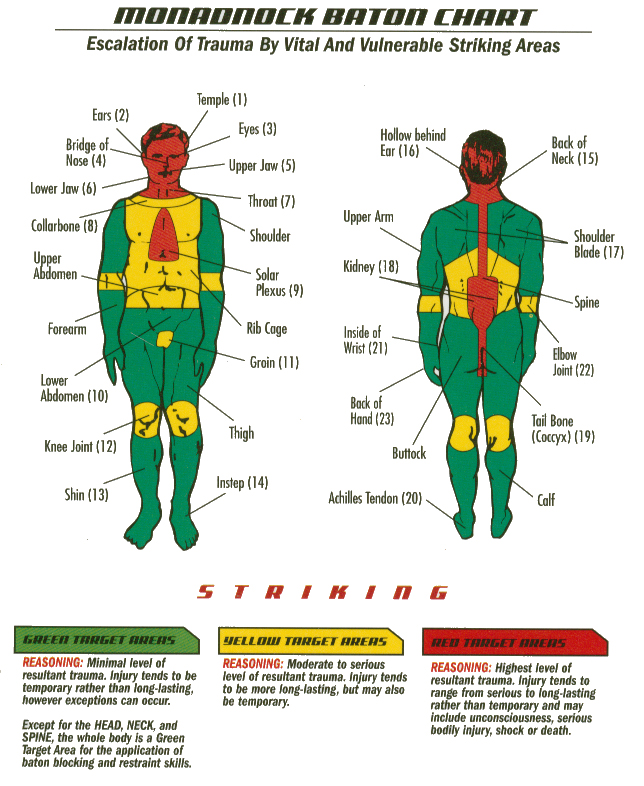 MONADNOCK BATON CHART
Escalation Of Trauma By Vital And Vulnerable Striking Areas
Temple (1)
Ears (2)
Eyes (3)
Bridge of
Nose (4)
Upper Jaw (5)
Lower Jaw (6)
Throat (7)
Collarbone (8)
Shoulder
Upper
Abdomen
Solar
Plexus (9)
Forearm
Rib Cage
Groin (11)
Lower
Abdomen (10)
Thigh
Knee Joint (12)
Shin (13)
Instep (14)
Hollow behind
Ear (16)
Back of
Neck (15)
Upper Arm
Shoulder
Blade (17)
Kidney (18)
Spine
Inside of
Wrist (21)
Elbow
Joint (22)
Back of
Hand (23)
Tail Bone
(Coccyx) (19)
Buttock
Achilles Tendon (20)
Calf
STRIKING
GREEN TARGET AREAS
REASONING: Minimal level of
resultant trauma. Injury tends to be
temporary rather than long-lasting,
however exceptions can occur.
Except for the HEAD, NECK, and
SPINE, the whole body is a Green
Target Area for the application of
baton blocking and restraint skills.
YELLOW TARGET AREAS
REASONING: Moderate to serious
level of resultant trauma. Injury tends
to be more long-lasting, but may also
be temporary.
RED TARGET AREAS
REASONING: Highest level of
resultant trauma. Injury tends to
range from serious to long-lasting
rather than temporary and may
include unconsciousness, serious
bodily injury, shock or death.